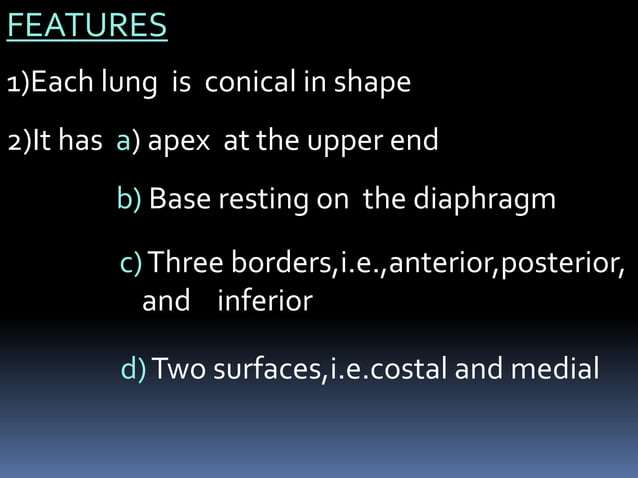 FEATURES
1)Each lung is conical in shape
2)It has a) apex at the upper end
b) Base resting on the diaphragm
c) Three borders,i.e.,anterior,posterior,
and inferior
d) Two surfaces,i.e.costal and medial